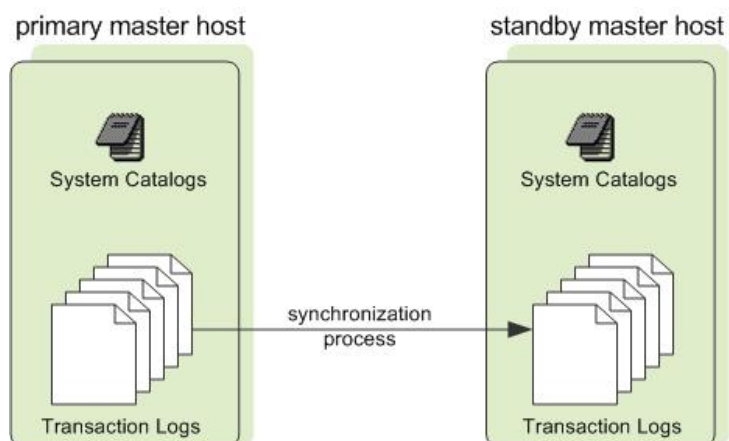 primary master host
standby master host
System Catalogs
System Catalogs
synchronization
process
Transaction Logs
Transaction Logs